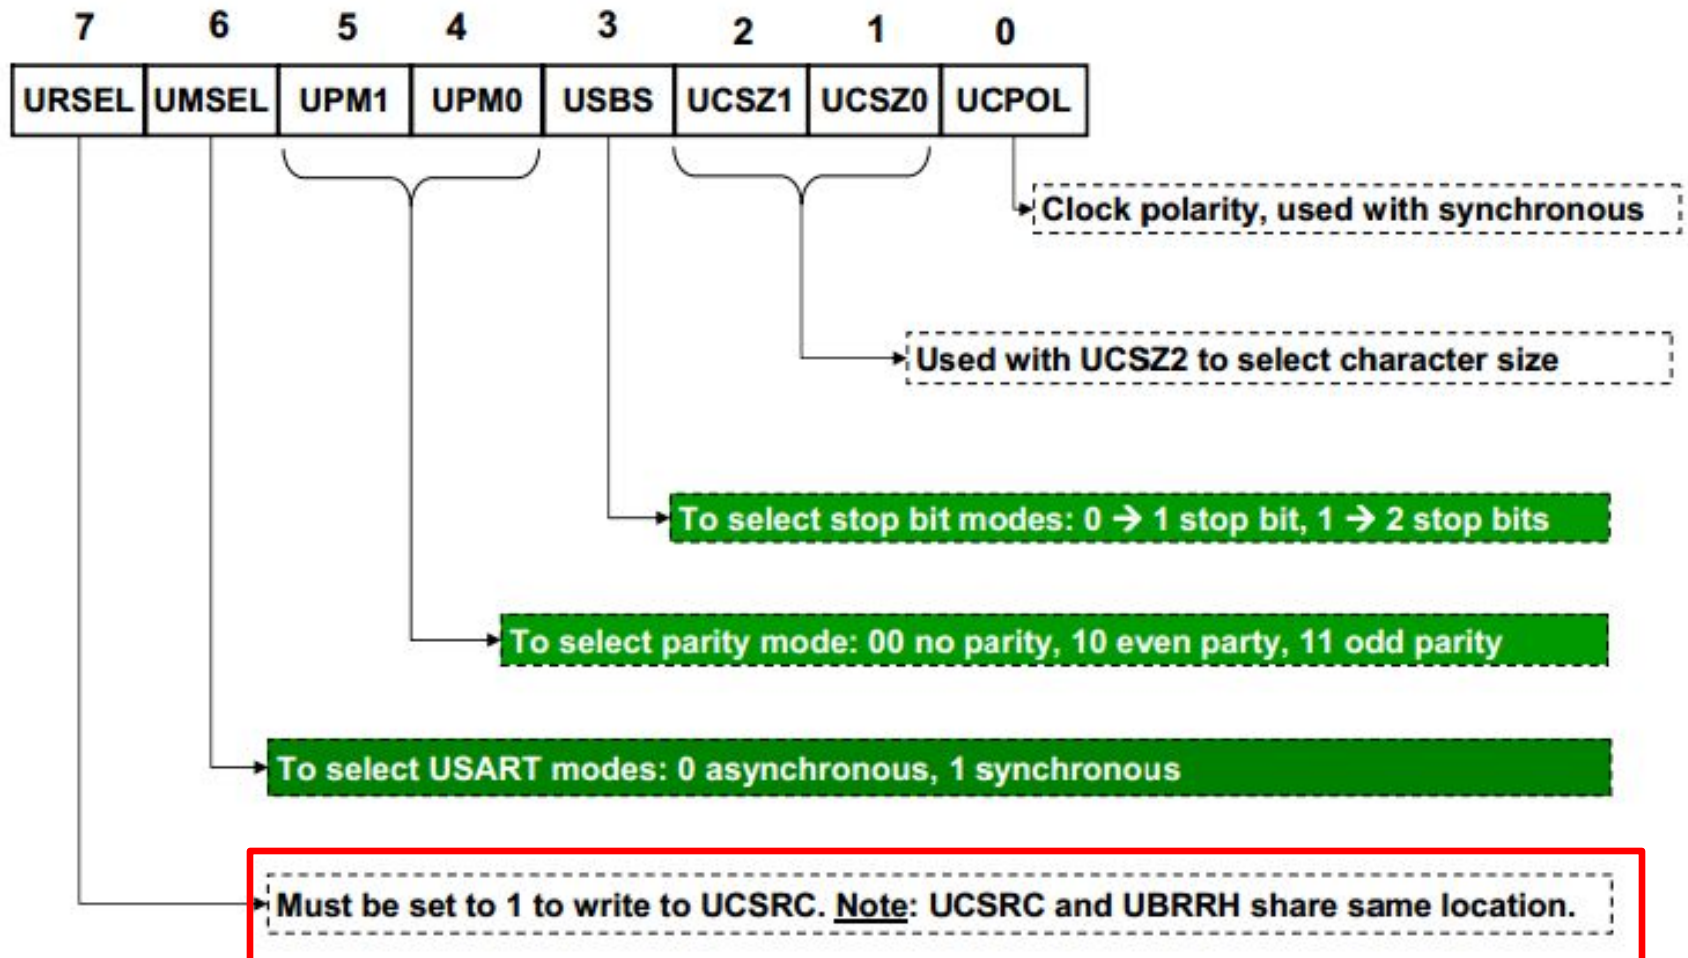 7 6 5 4 3 2 1 0
URSEL UMSEL UPM1 UPM0 USBS UCSZ1 UCSZ0 UCPOL
Clock polarity, used with synchronous
Used with UCSZ2 to select character size
To select stop bit modes: 0 → 1 stop bit, 1 → 2 stop bits
To select parity mode: 00 no parity, 10 even party, 11 odd parity
To select USART modes: 0 asynchronous, 1 synchronous
Must be set to 1 to write to UCSRC. Note: UCSRC and UBRRH share same location.